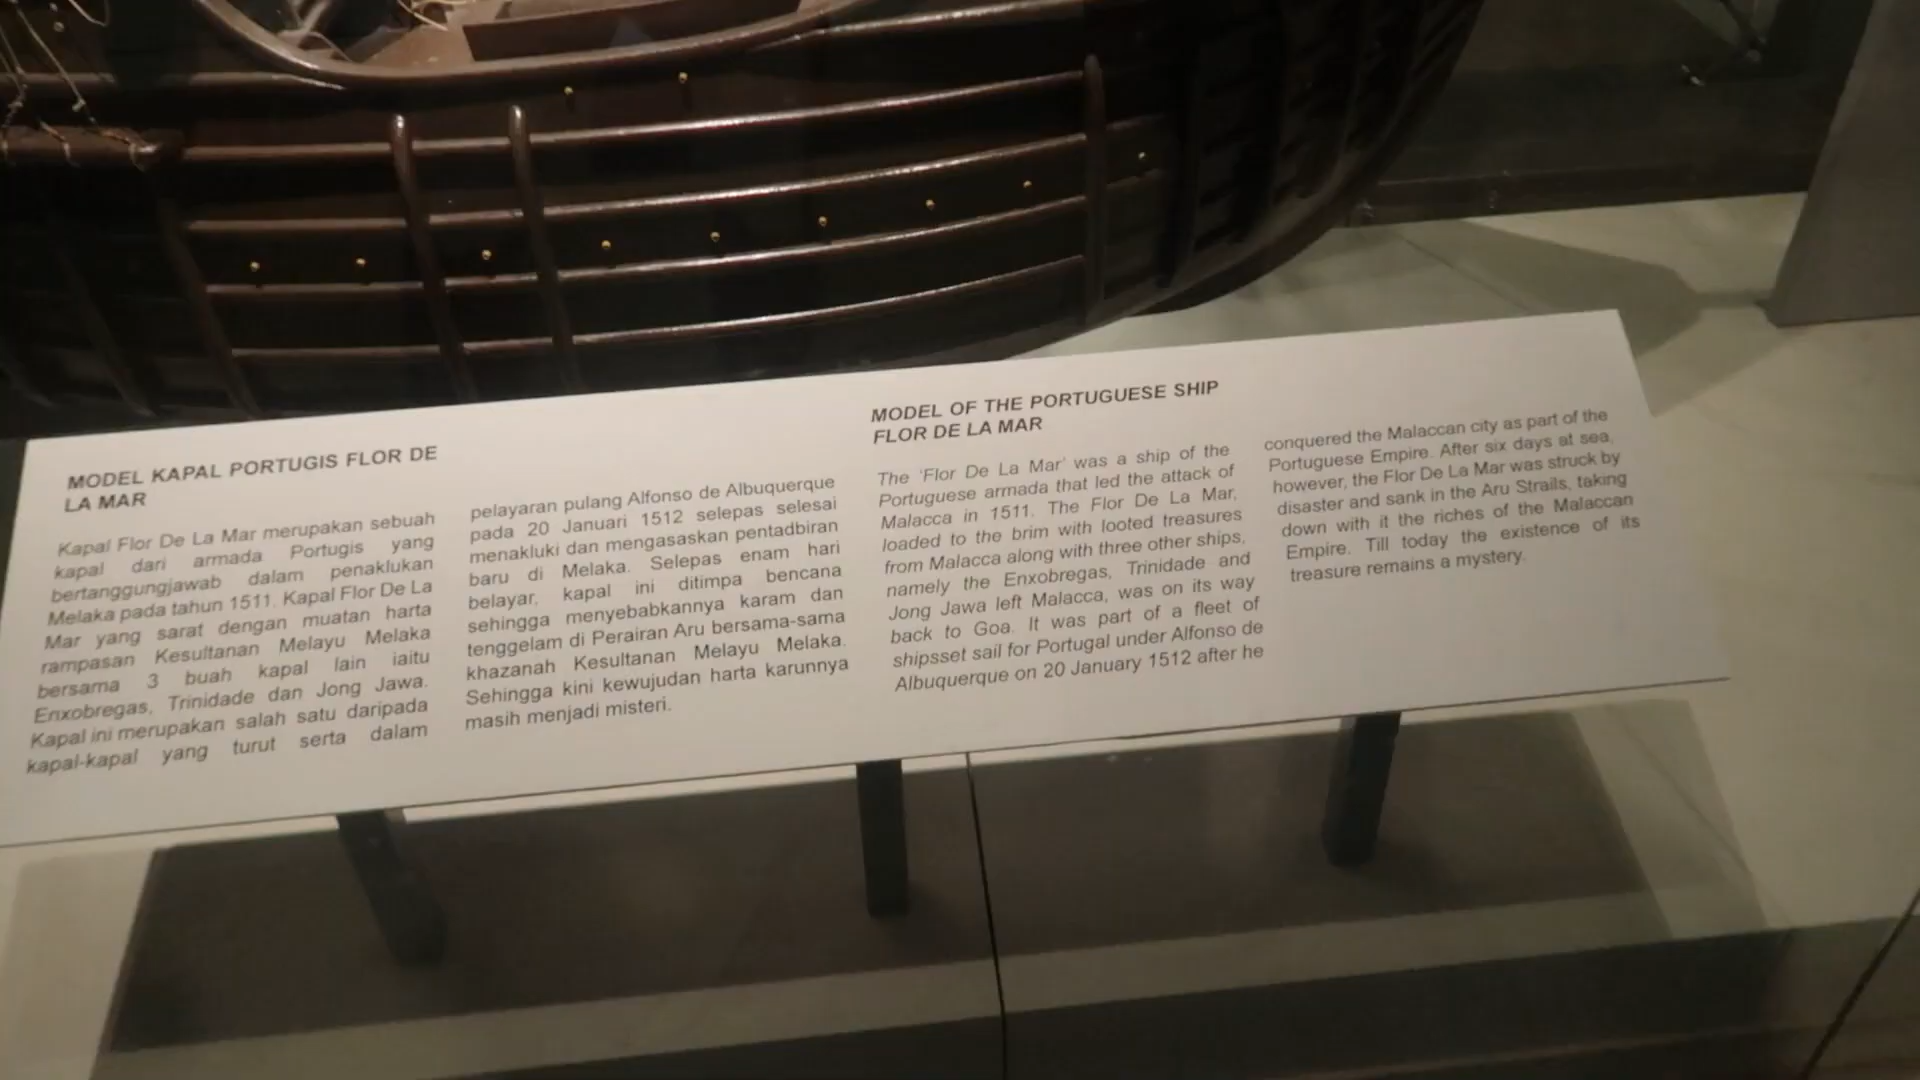 MODEL KAPAL PORTUGIS FLOR DE
LA MAR
Kapal Flor De La Mar merupakan sebuah
kapal dari armada Portugis yang
bertanggungjawab dalam penaklukan
Melaka pada tahun 1511. Kapal Flor De La
Mar yang sarat dengan muatan harta
rampasan Kesultanan Melayu Melaka
bersama 3 buah kapal lain iaitu
Enxobregas, Trinidade dan Jong Jawa.
Kapal ini merupakan salah satu daripada
kapal-kapal yang turut serta dalam
pelayaran pulang Alfonso de Albuquerque
pada 20 Januari 1512 selepas selesai
menakluki dan mengasaskan pentadbiran
baru di Melaka. Selepas enam hari
belayar, kapal ini ditimpa bencana
sehingga menyebabkannya karam dan
tenggelam di Perairan Aru bersama-sama
khazanah Kesultanan Melayu Melaka.
Sehingga kini kewujudan harta karunnya
masih menjadi misteri.
MODEL OF THE PORTUGUESE SHIP
FLOR DE LA MAR
The 'Flor De La Mar' was a ship of the
Portuguese armada that led the attack of
Malacca in 1511. The Flor De La Mar,
loaded to the brim with looted treasures
from Malacca along with three other ships,
namely the Enxobregas, Trinidade and
Jong Jawa left Malacca, was on its way
back to Goa. It was part of a fleet of
shipsset sail for Portugal under Alfonso de
Albuquerque on 20 January 1512 after he
conquered the Malaccan city as part of the
Portuguese Empire. After six days at sea,
however, the Flor De La Mar was struck by
disaster and sank in the Aru Strails, taking
down with it the riches of the Malaccan
Empire. Till today the existence of its
treasure remains a mystery.